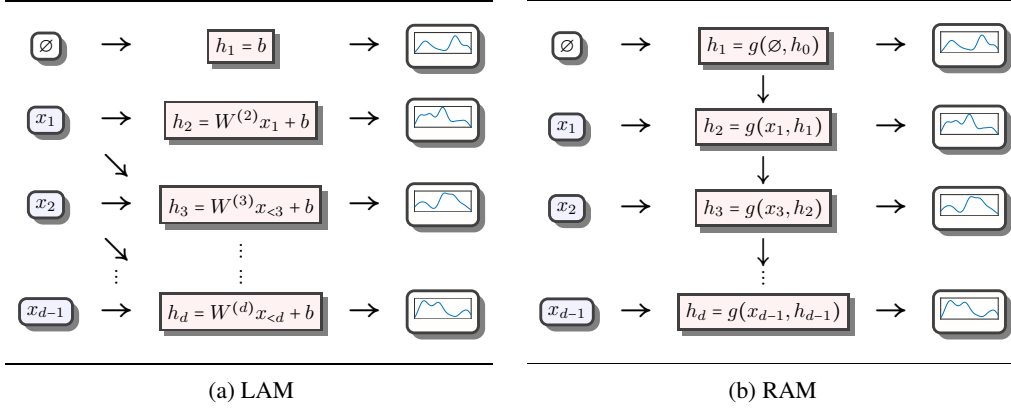 ∅ → h₁ = b →
x₁ → h₂ = W⁽²⁾x₁ + b →
x₂ → h₃ = W⁽³⁾x<₃ + b →
⋮ ⋮
x_{d−1} → h_d = W⁽ᵈ⁾x_{<d} + b →
(a) LAM
∅ → h₁ = g(∅, h₀) →
x₁ → h₂ = g(x₁, h₁) →
x₂ → h₃ = g(x₃, h₂) →
⋮
x_{d−1} → h_d = g(x_{d−1}, h_{d−1}) →
(b) RAM